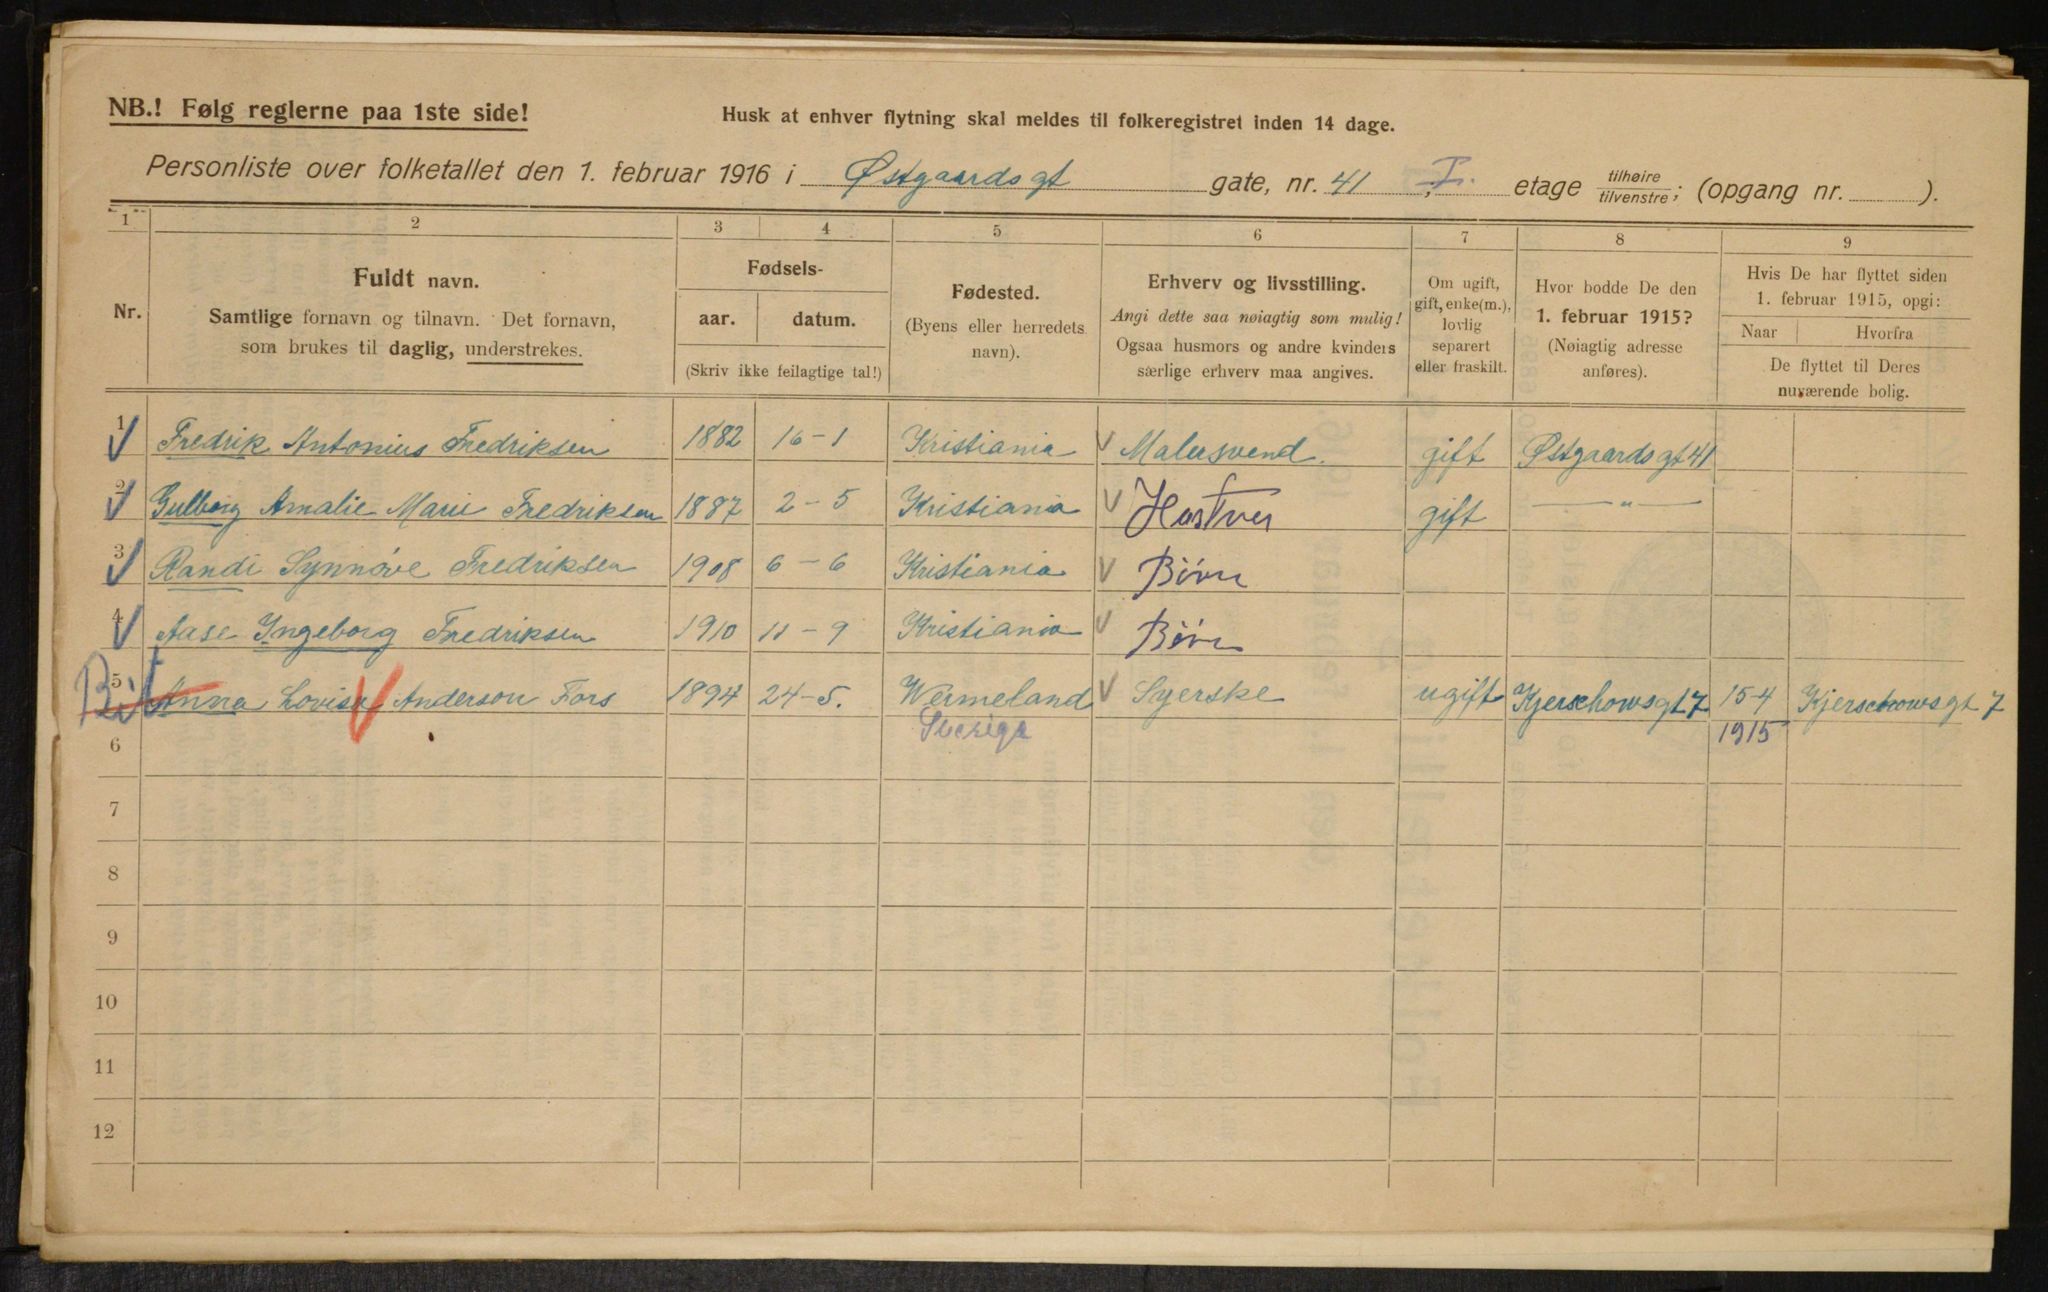 NB.! Følg reglerne paa 1ste side!
Husk at enhver flytning skal meldes til folkeregistret inden 14 dage.
Personliste over folketallet den 1. februar 1916 i Østgaards gt gate, nr. 41, I. etage tilhøire tilvenstre; (opgang nr. ).
1 2 3 4 5 6 7 8 9
Nr.
Fuldt navn.
Samtlige fornavn og tilnavn. Det fornavn,
som brukes til daglig, understrekes.
Fødsels-
aar. datum.
(Skriv ikke feilagtige tal!)
Fødested.
(Byens eller herredets
navn).
Erhverv og livsstilling.
Angi dette saa nøiagtig som mulig!
Ogsaa husmors og andre kvinders
særlige erhverv maa angives.
Om ugift,
gift, enke(m.),
lovlig
separert
eller fraskilt.
Hvor bodde De den
1. februar 1915?
(Nøiagtig adresse
anføres).
Hvis De har flyttet siden
1. februar 1915, opgi:
Naar Hvorfra
De flyttet til Deres
nuværende bolig.
1 Fredrik Antonius Fredriksen 1882 16-1 Kristiania Malersvend. gift Østgaards gt 41
2 Gulborg Amalie Marie Fredriksen 1887 2-5 Kristiania Hustru gift — " —
3 Randi Synnøve Fredriksen 1908 6-6 Kristiania Børn
4 Aase Ingeborg Fredriksen 1910 11-9 Kristiania Børn
5 Anna Lovisa Anderson Fors 1894 24-5. Wermeland Syerske ugift Kjerschowsgt 7 15-4 Kjerschowsgt 7
6 Sverige 1915
7
8
9
10
11
12